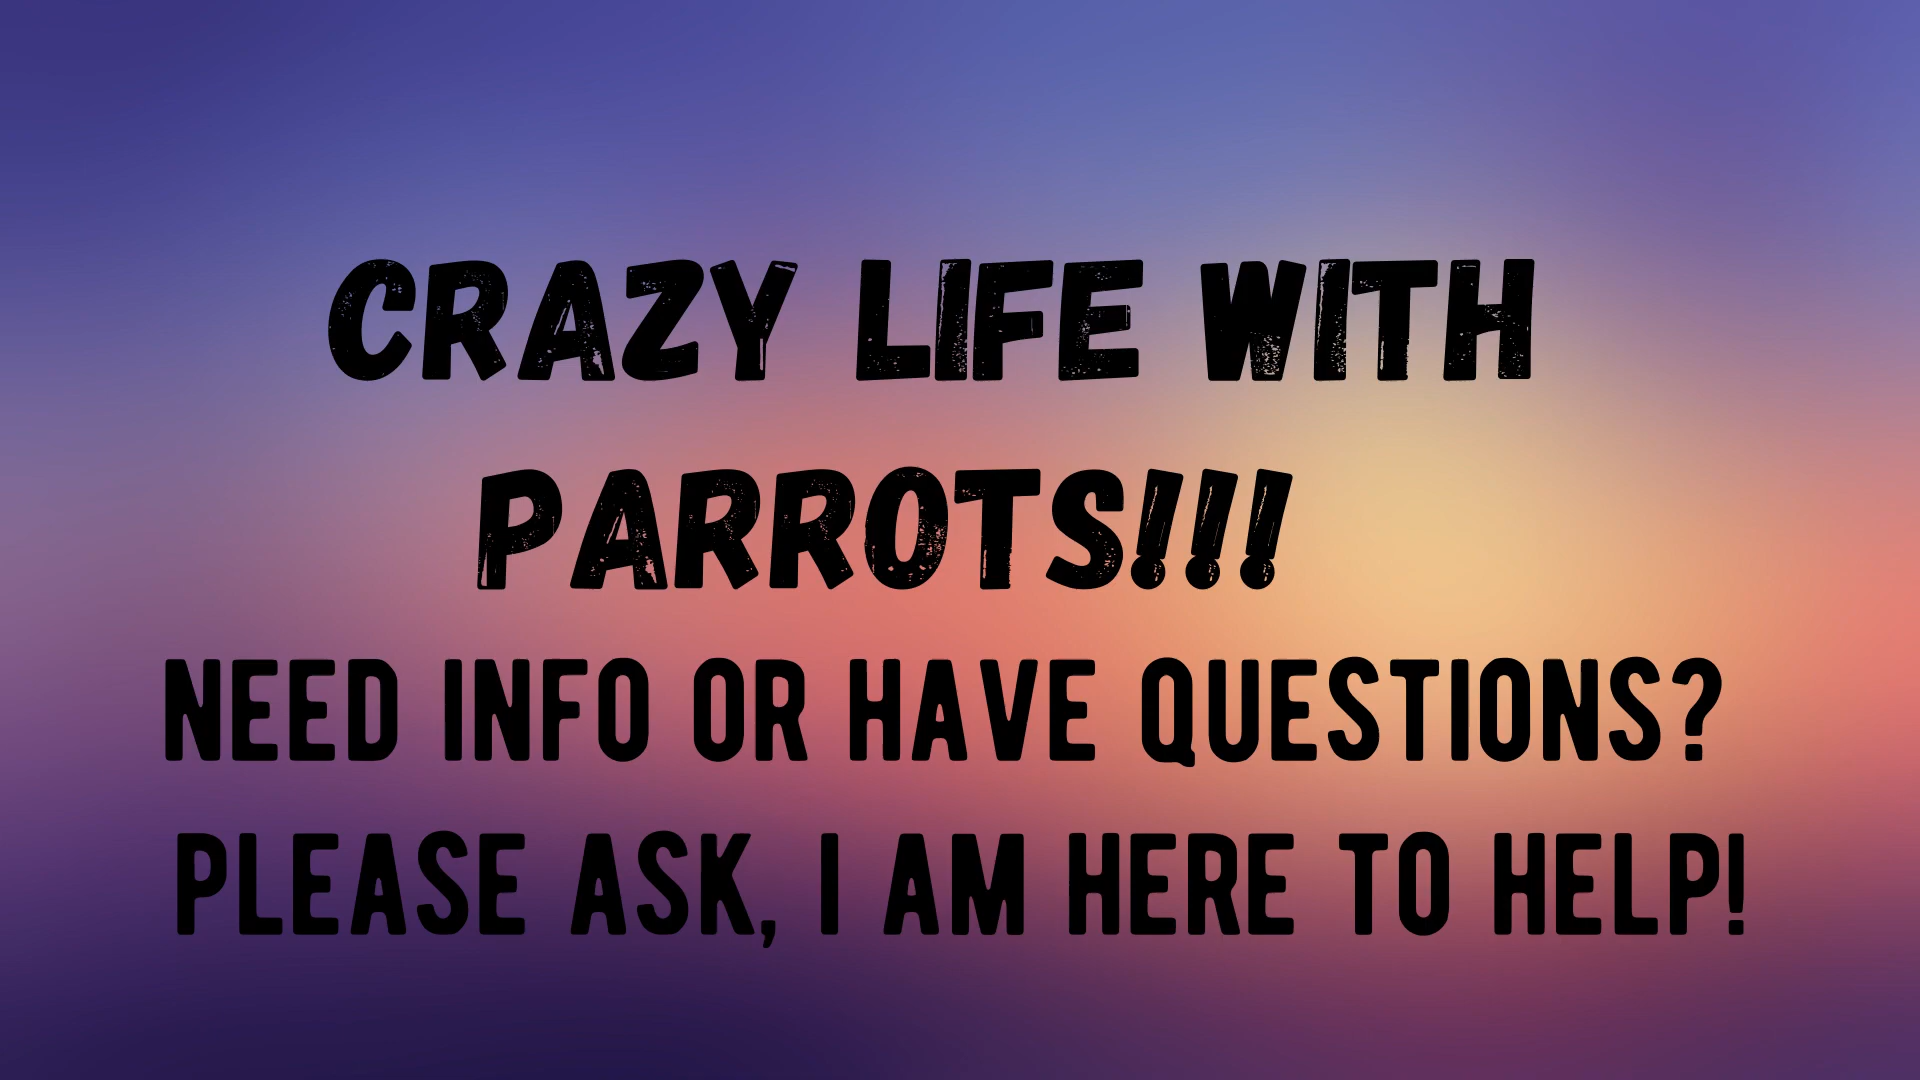 CRAZY LIFE WITH
PARROTS!!!
NEED INFO OR HAVE QUESTIONS?
PLEASE ASK, I AM HERE TO HELP!